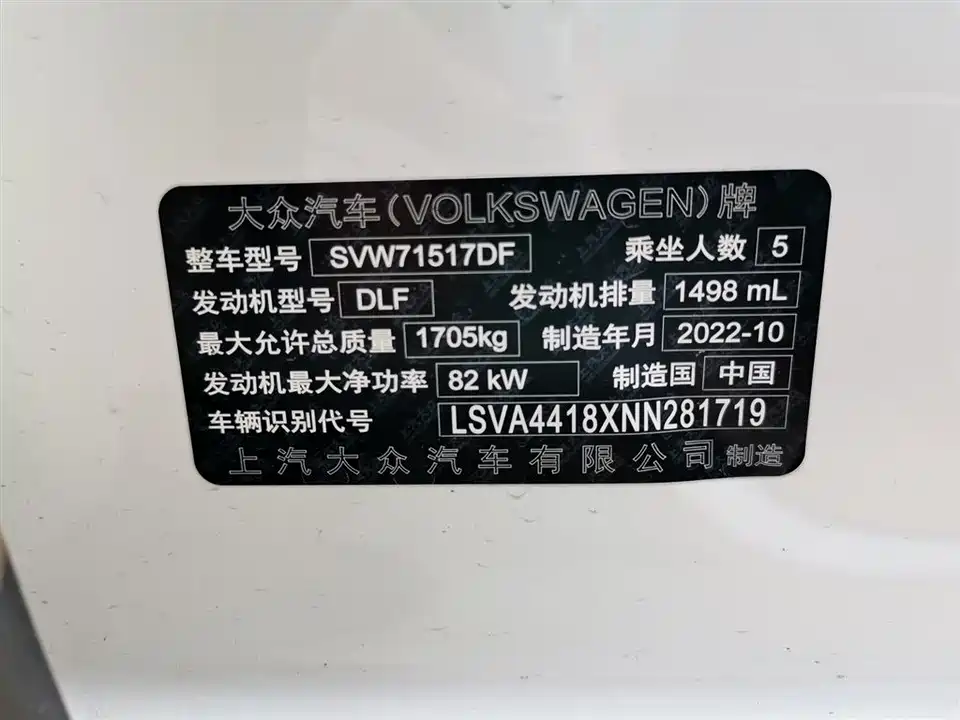 大众汽车(VOLKSWAGEN)牌
整车型号 SVW71517DF 乘坐人数 5
发动机型号 DLF 发动机排量 1498 mL
最大允许总质量 1705kg 制造年月 2022-10
发动机最大净功率 82 kW 制造国 中国
车辆识别代号 LSVA4418XNN281719
上汽大众汽车有限公司 制造